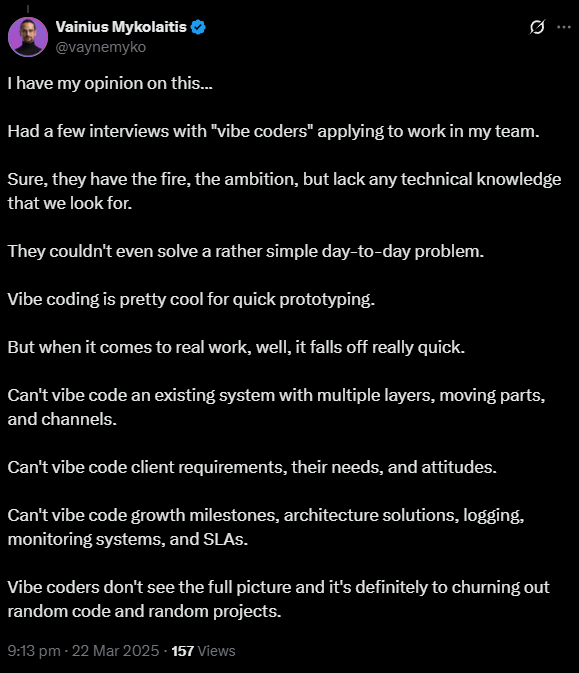 Vainius Mykolaitis
@vaynemyko
I have my opinion on this...
Had a few interviews with "vibe coders" applying to work in my team.
Sure, they have the fire, the ambition, but lack any technical knowledge
that we look for.
They couldn't even solve a rather simple day-to-day problem.
Vibe coding is pretty cool for quick prototyping.
But when it comes to real work, well, it falls off really quick.
Can't vibe code an existing system with multiple layers, moving parts,
and channels.
Can't vibe code client requirements, their needs, and attitudes.
Can't vibe code growth milestones, architecture solutions, logging,
monitoring systems, and SLAs.
Vibe coders don't see the full picture and it's definitely to churning out
random code and random projects.
9:13 pm · 22 Mar 2025 · 157 Views